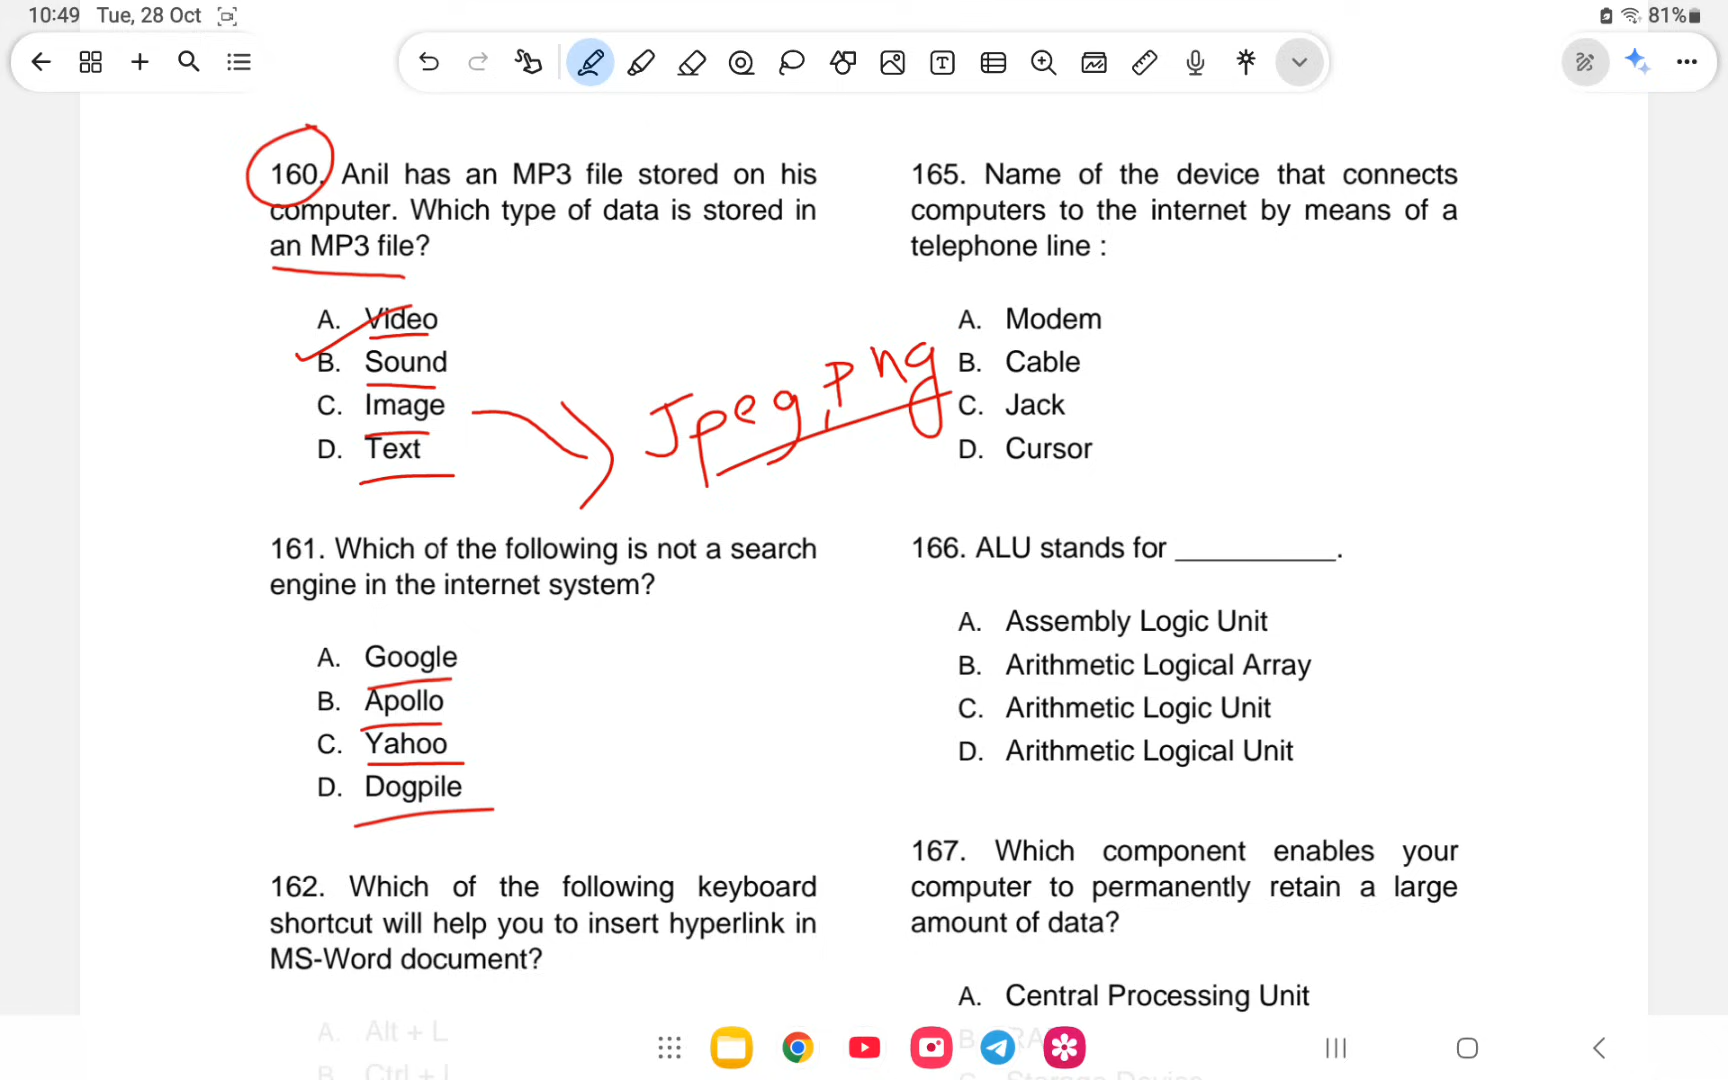 10:49 Tue, 28 Oct
81%
160. Anil has an MP3 file stored on his
computer. Which type of data is stored in
an MP3 file?
A. Video
B. Sound
C. Image
D. Text
Jpeg, png
161. Which of the following is not a search
engine in the internet system?
A. Google
B. Apollo
C. Yahoo
D. Dogpile
162. Which of the following keyboard
shortcut will help you to insert hyperlink in
MS-Word document?
A. Alt + L
165. Name of the device that connects
computers to the internet by means of a
telephone line :
A. Modem
B. Cable
C. Jack
D. Cursor
166. ALU stands for __________.
A. Assembly Logic Unit
B. Arithmetic Logical Array
C. Arithmetic Logic Unit
D. Arithmetic Logical Unit
167. Which component enables your
computer to permanently retain a large
amount of data?
A. Central Processing Unit